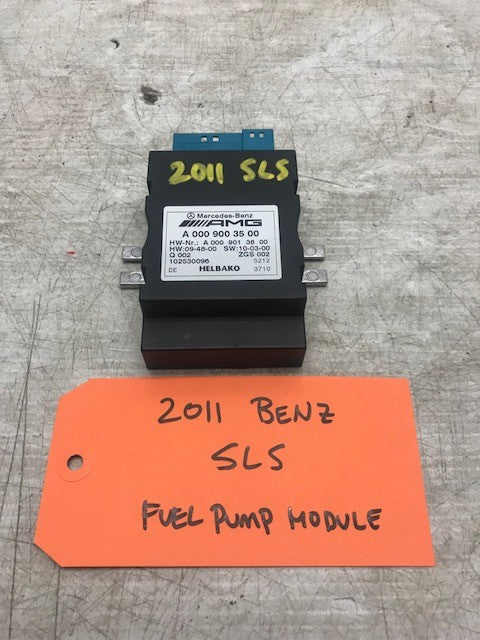 2011 SLS
Mercedes-Benz
AMG
A 000 900 35 00
HW-Nr.: A 000 901 38 00
HW:09-48-00 SW:10-03-00
Q 002 ZGS 002
102530096 5212
DE HELBAKO 3710
2011 BENZ
SLS
FUEL PUMP MODULE